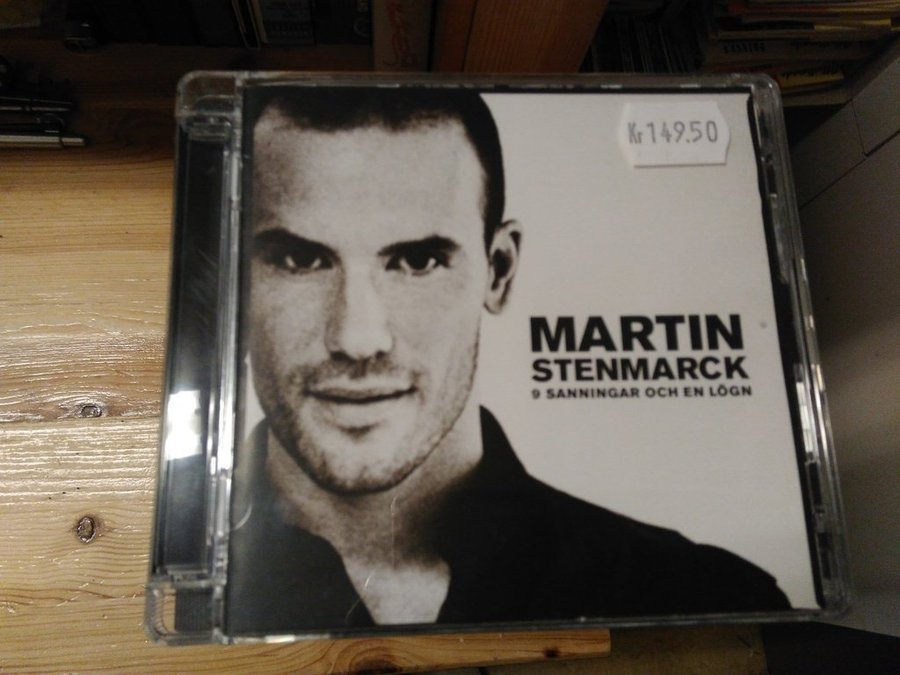 Kr 149.50
MARTIN
STENMARCK
9 SANNINGAR OCH EN LÖGN